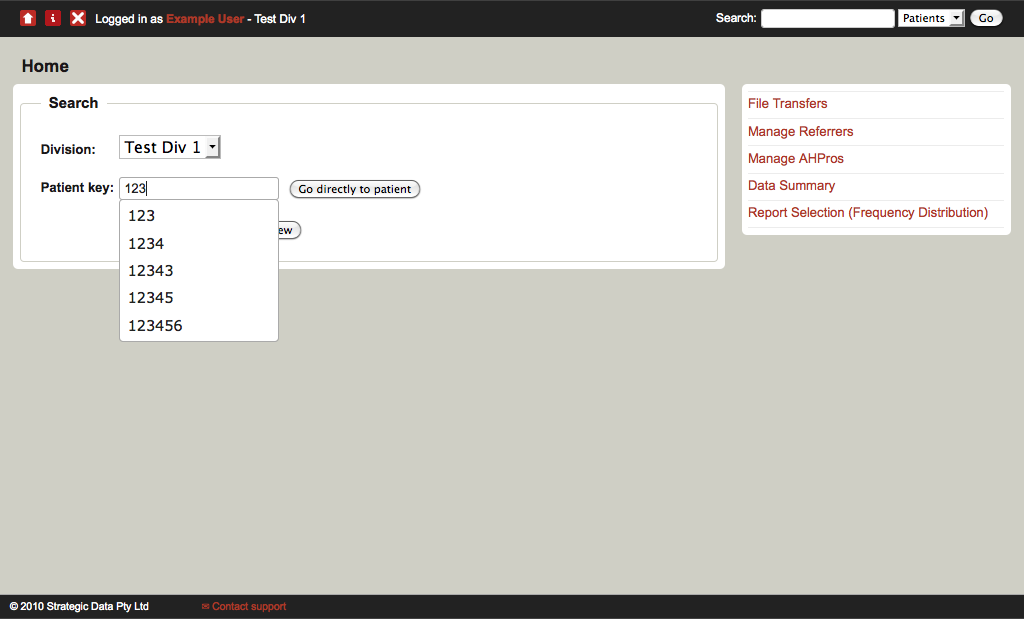 Logged in as Example User - Test Div 1
Search: Patients Go
Home
Search
Division: Test Div 1
Patient key: 123 Go directly to patient
123
1234
12343
12345
123456
ew
File Transfers
Manage Referrers
Manage AHPros
Data Summary
Report Selection (Frequency Distribution)
© 2010 Strategic Data Pty Ltd
Contact support